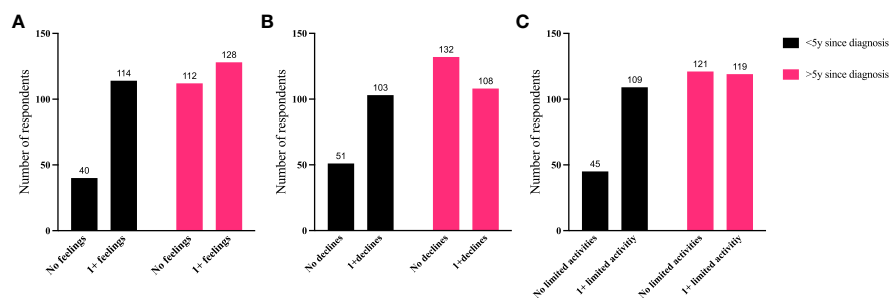 A
Number of respondents
150
100
50
0
40
114
112
128
No feelings
1+ feelings
No feelings
1+ feelings
B
Number of respondents
150
100
50
0
51
103
132
108
No declines
1+declines
No declines
1+declines
C
Number of respondents
150
100
50
0
45
109
121
119
No limited activities
1+ limited activitiy
No limited activities
1+ limited activitiy
<5y since diagnosis
>5y since diagnosis